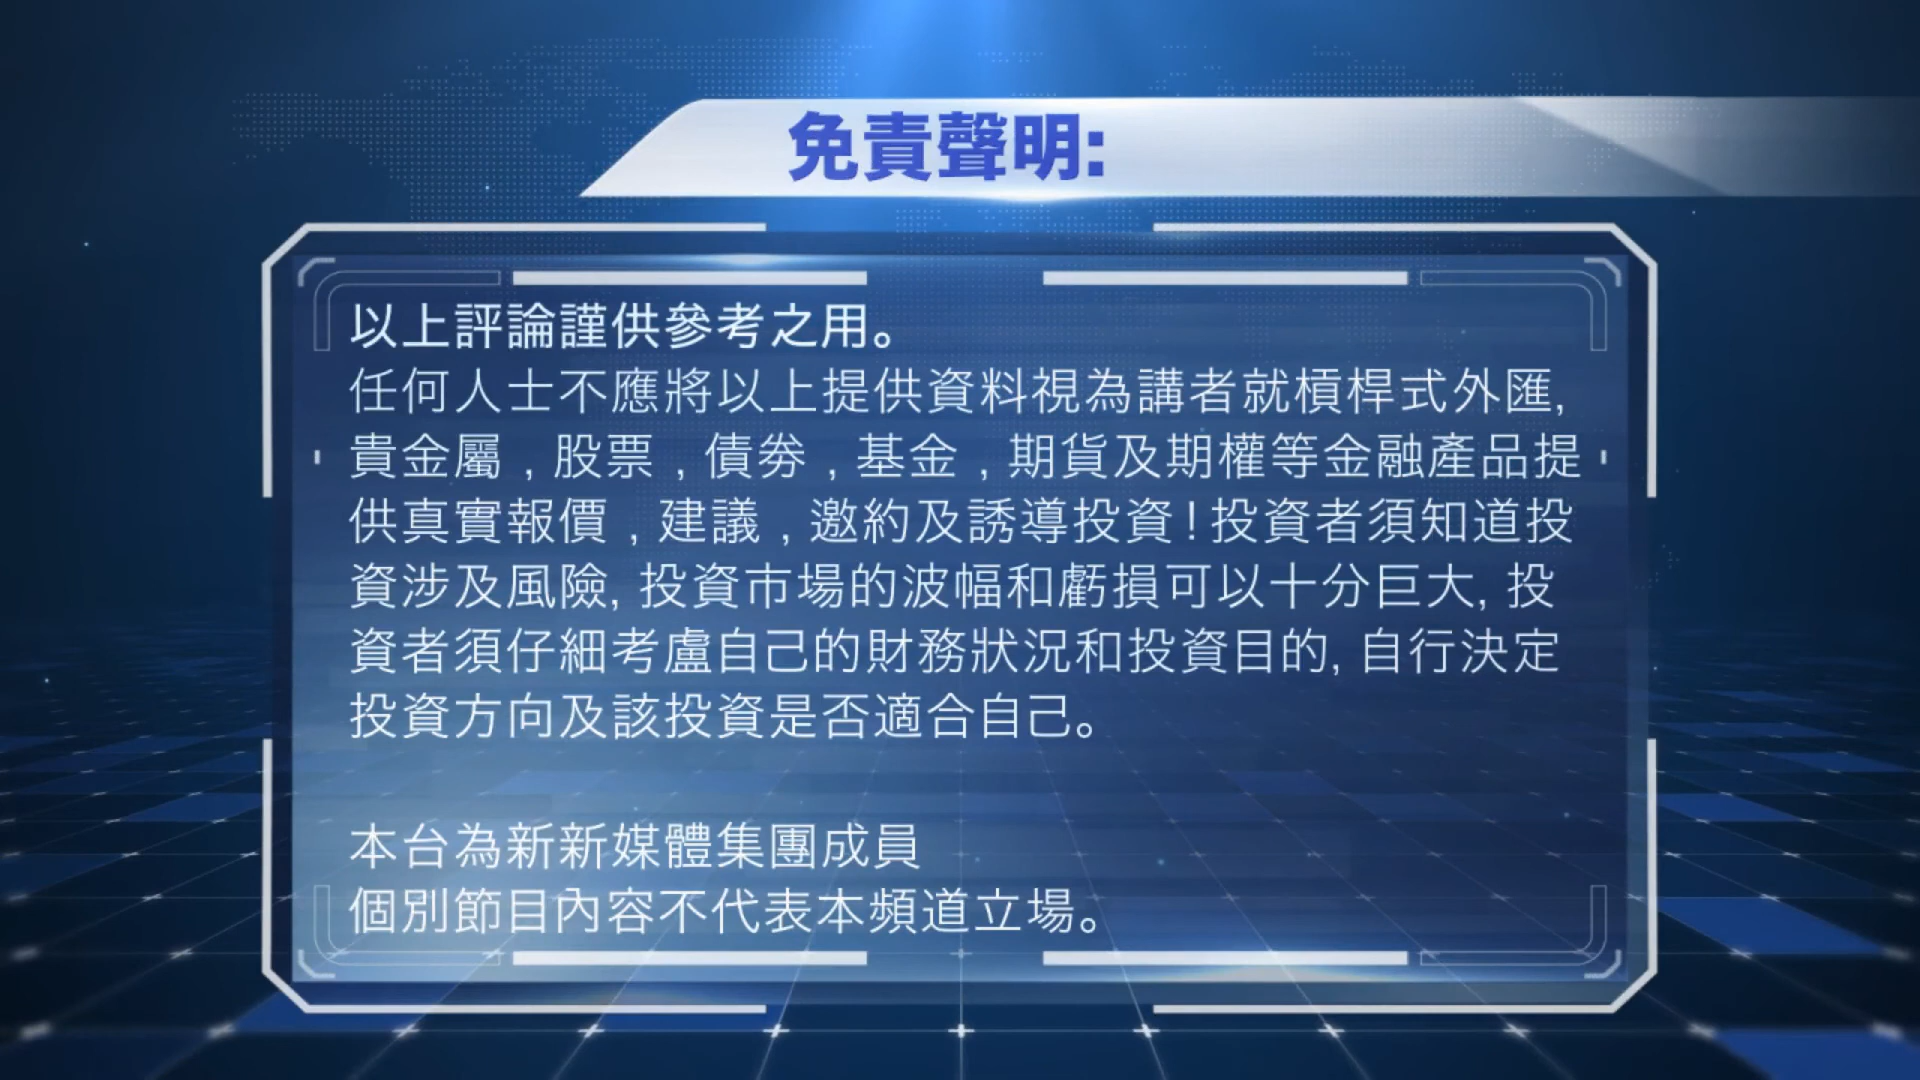 免責聲明:
以上評論謹供參考之用。
任何人士不應將以上提供資料視為講者就槓桿式外匯,
貴金屬,股票,債券,基金,期貨及期權等金融產品提
供真實報價,建議,邀約及誘導投資!投資者須知道投
資涉及風險,投資市場的波幅和虧損可以十分巨大,投
資者須仔細考盧自己的財務狀況和投資目的,自行決定
投資方向及該投資是否適合自己。
本台為新新媒體集團成員
個別節目內容不代表本頻道立場。